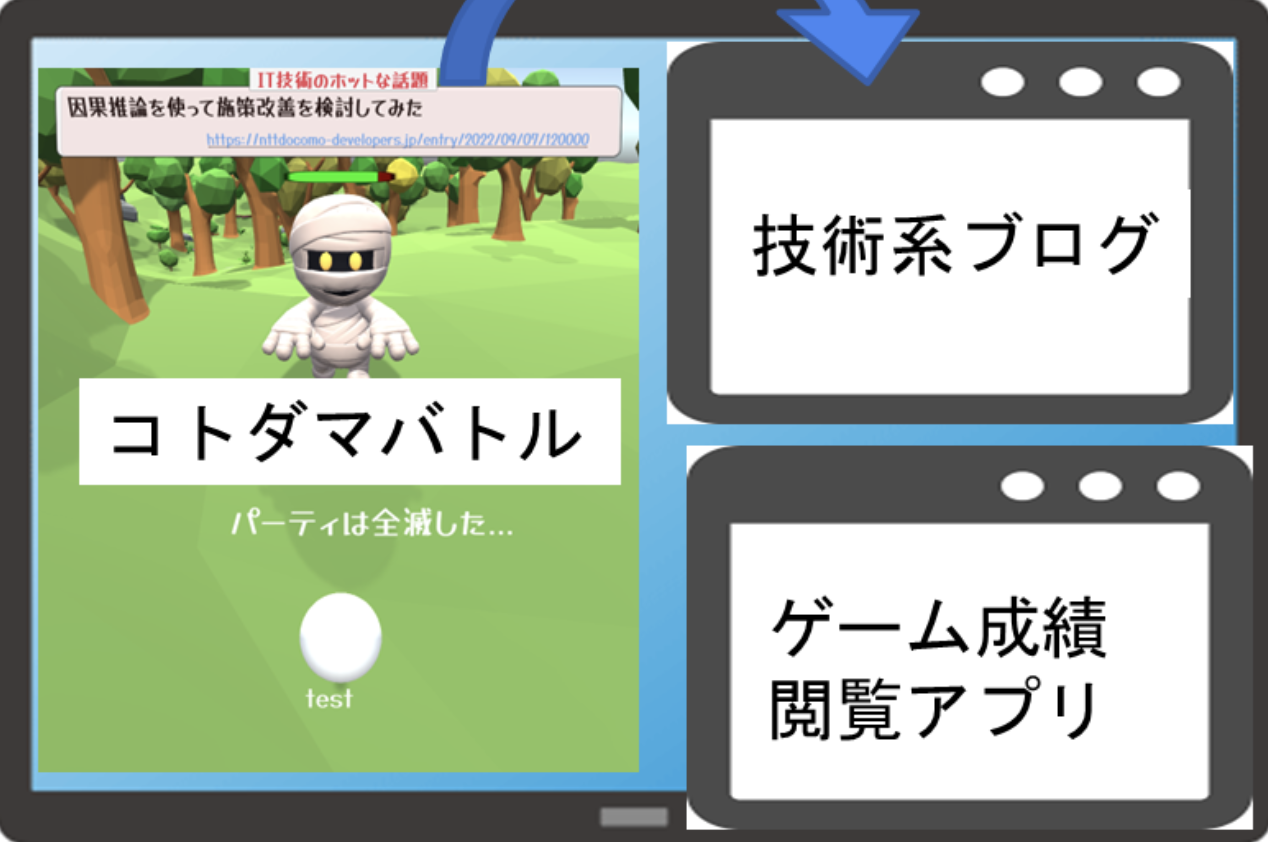 IT技術のホットな話題
因果推論を使って施策改善を検討してみた
https://nttdocomo-developers.jp/entry/2022/09/07/120000
コトダマバトル
パーティは全滅した...
test
技術系ブログ
ゲーム成績
閲覧アプリ